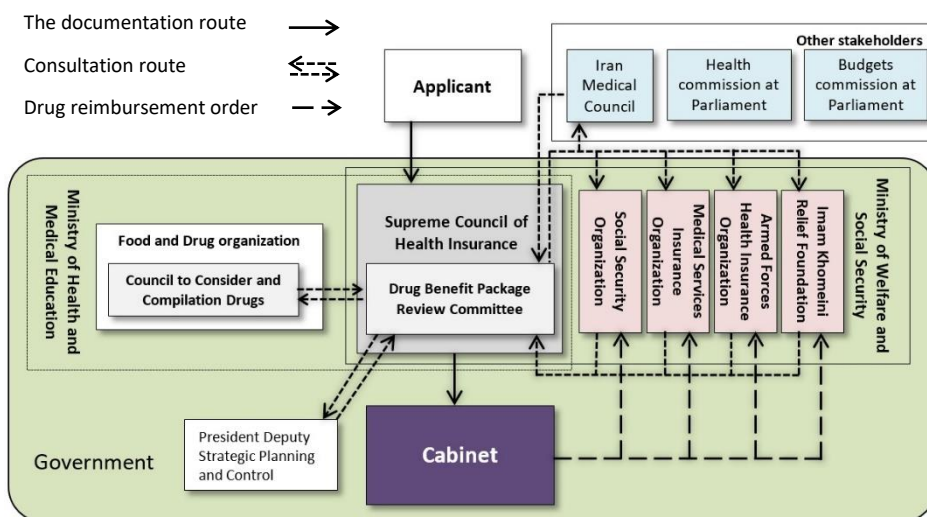 The documentation route
Consultation route
Drug reimbursement order
Applicant
Other stakeholders
Iran
Medical
Council
Health
commission at
Parliament
Budgets
commission at
Parliament
Ministry of Health and
Medical Education
Food and Drug organization
Council to Consider and
Compilation Drugs
Supreme Council of
Health Insurance
Drug Benefit Package
Review Committee
Social Security
Organization
Medical Services
Insurance
Organization
Armed Forces
Health Insurance
Organization
Imam Khomeini
Relief Foundation
Ministry of Welfare and
Social Security
President Deputy
Strategic Planning
and Control
Cabinet
Government